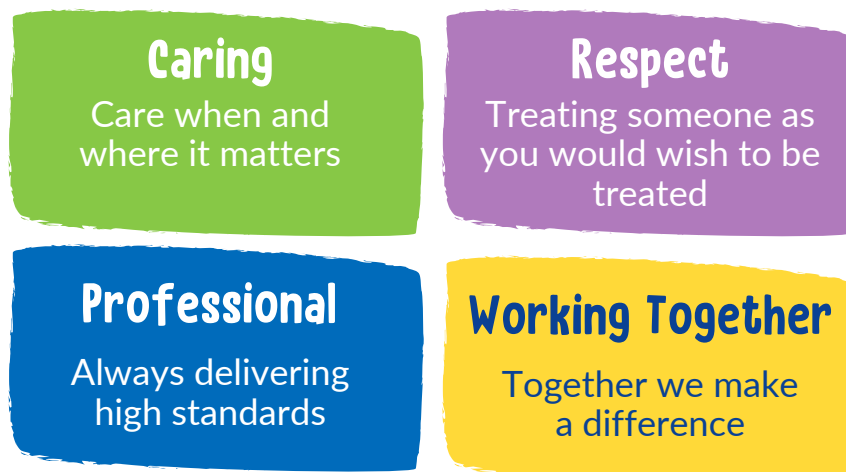 Caring
Care when and
where it matters
Respect
Treating someone as
you would wish to be
treated
Professional
Always delivering
high standards
Working Together
Together we make
a difference